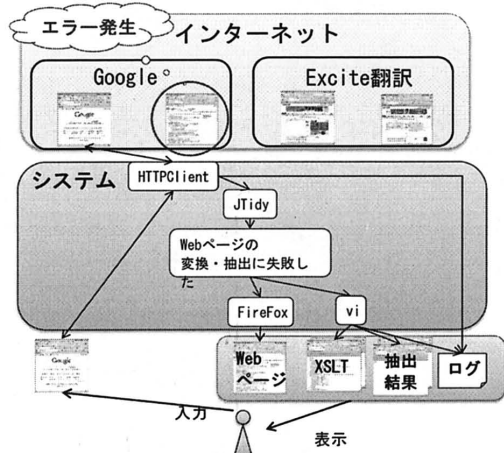 エラー発生
インターネット
Google
Excite翻訳
Google
システム
HTTPClient
JTidy
Webページの
変換・抽出に失敗し
た
FireFox
vi
Google
Web
ページ
XSLT
抽出
結果
ログ
入力
表示